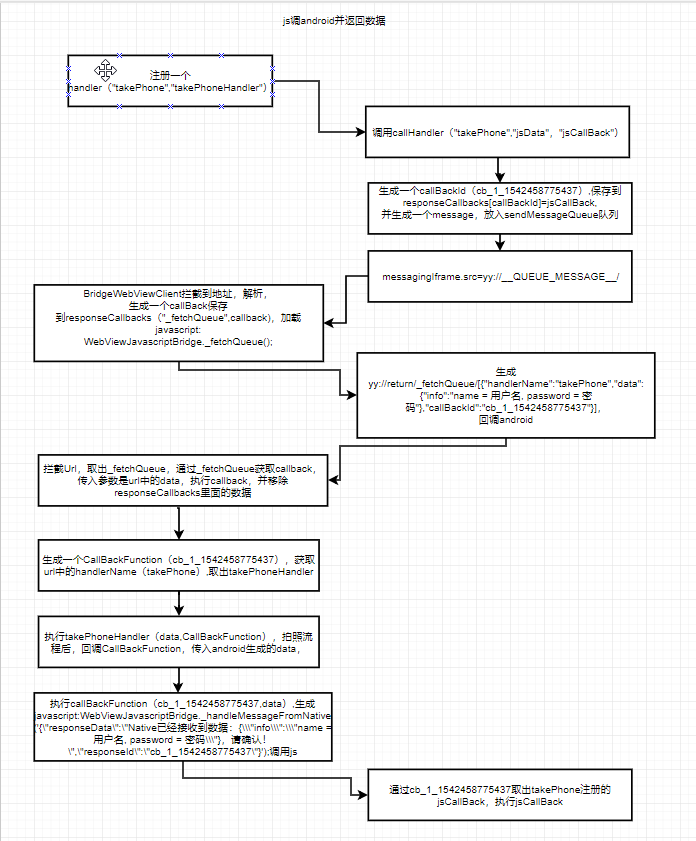 js调android并返回数据
注册一个
handler（"takePhone","takePhoneHandler"）
调用callHandler（"takePhone","jsData"，"jsCallBack"）
生成一个callBackId（cb_1_1542458775437）,保存到
responseCallbacks[callBackId]=jsCallBack,
并生成一个message，放入sendMessageQueue队列
messagingIframe.src=yy://__QUEUE_MESSAGE__/
BridgeWebViewClient拦截到地址，解析，
生成一个callBack保存
到responseCallbacks（"_fetchQueue",callback)，加载
javascript:
WebViewJavascriptBridge._fetchQueue();
生成
yy://return/_fetchQueue/[{"handlerName":"takePhone","data":
{"info":"name = 用户名, password = 密
码"},"callBackId":"cb_1_1542458775437"}]，
回调android
拦截Url，取出_fetchQueue，通过_fetchQueue获取callback，
传入参数是url中的data，执行callback，并移除
responseCallbacks里面的数据
生成一个CallBackFunction（cb_1_1542458775437），获取
url中的handlerName（takePhone）,取出takePhoneHandler
执行takePhoneHandler（data,CallBackFunction），拍照流
程后，回调CallBackFunction，传入android生成的data，
执行callBackFunction（cb_1_1542458775437,data）,生成
javascript:WebViewJavascriptBridge._handleMessageFromNative
'{\"responseData\":\"Native已经接收到数据：{\\\"info\\\":\\\"name =
用户名, password = 密码\\\"}，请确认！
\",\"responseId\":\"cb_1_1542458775437\"}');调用js
通过cb_1_1542458775437取出takePhone注册的
jsCallBack，执行jsCallBack